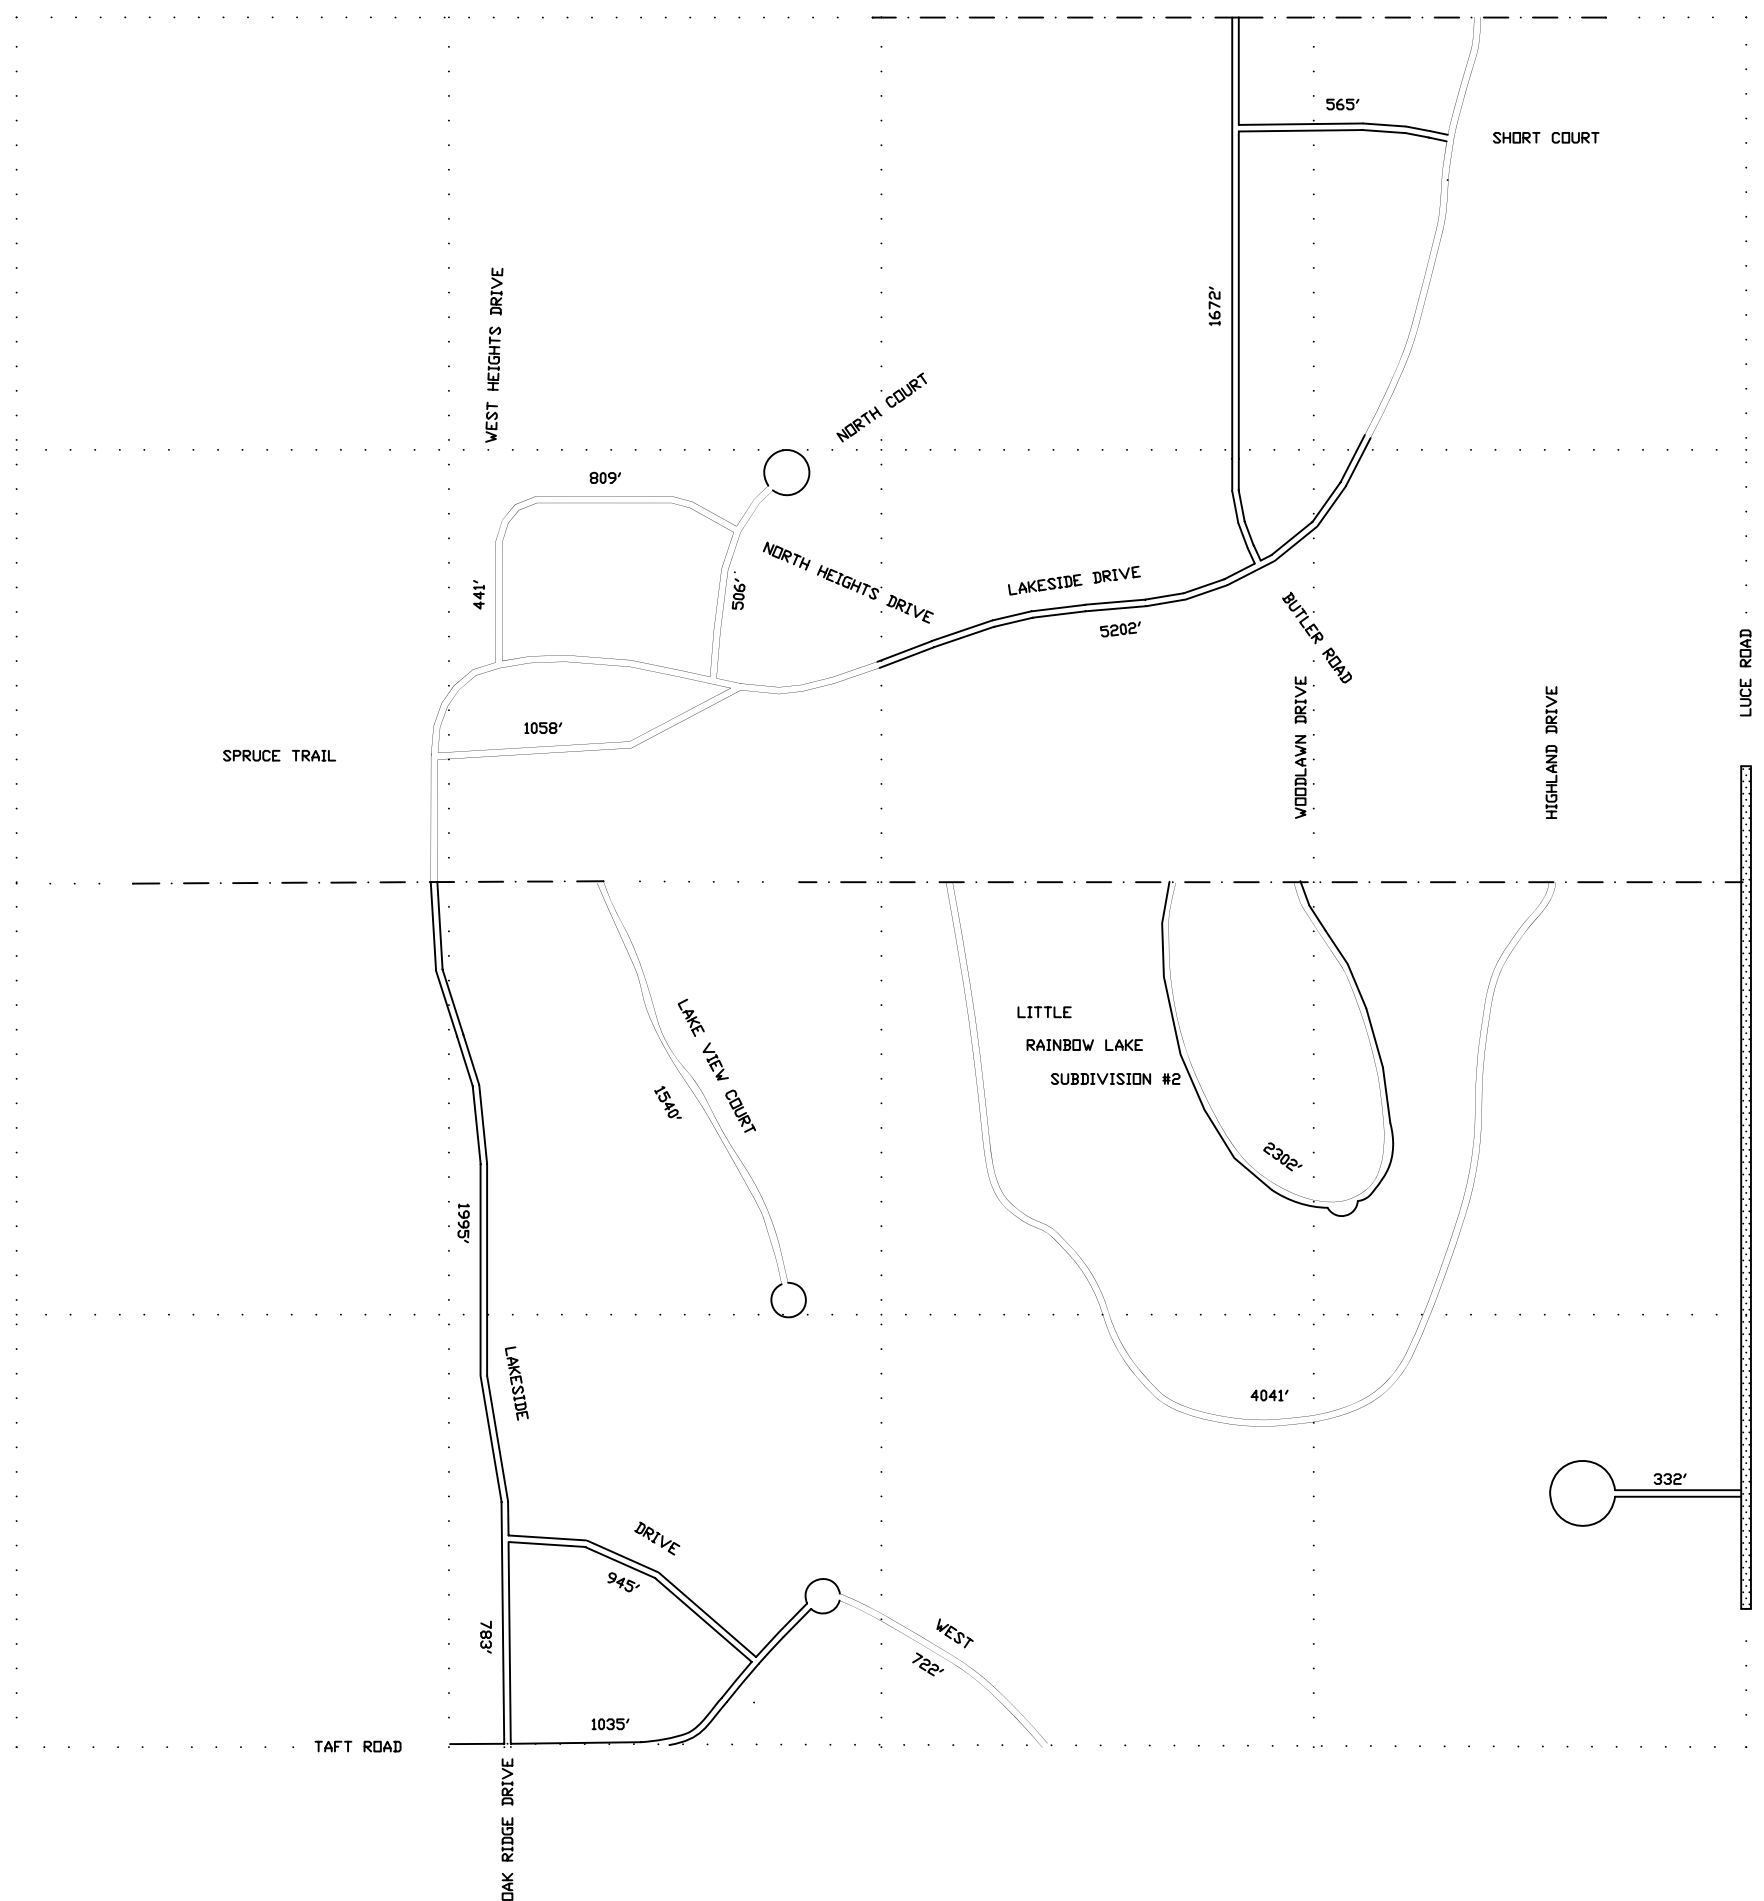 565′
SHORT COURT
1672′
WEST HEIGHTS DRIVE
NORTH COURT
809′
NORTH HEIGHTS DRIVE
441′
506′
LAKESIDE DRIVE
5202′
BUTLER ROAD
LUCE ROAD
WOODLAWN DRIVE
HIGHLAND DRIVE
1058′
SPRUCE TRAIL
LAKE VIEW COURT
1540′
LITTLE
RAINBOW LAKE
SUBDIVISION #2
2302′
1995′
LAKESIDE
4041′
332′
DRIVE
945′
783′
WEST
722′
1035′
TAFT ROAD
OAK RIDGE DRIVE